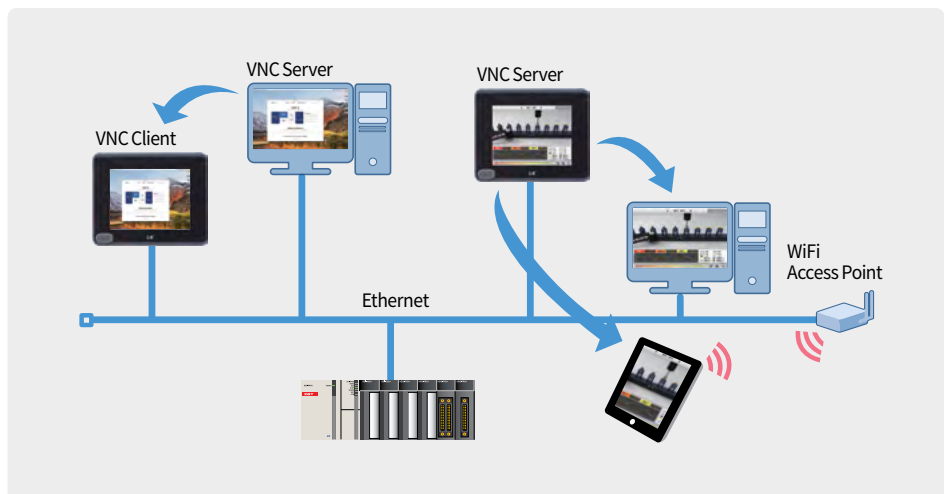 VNC Server
VNC Server
VNC Client
WiFi
Access Point
Ethernet